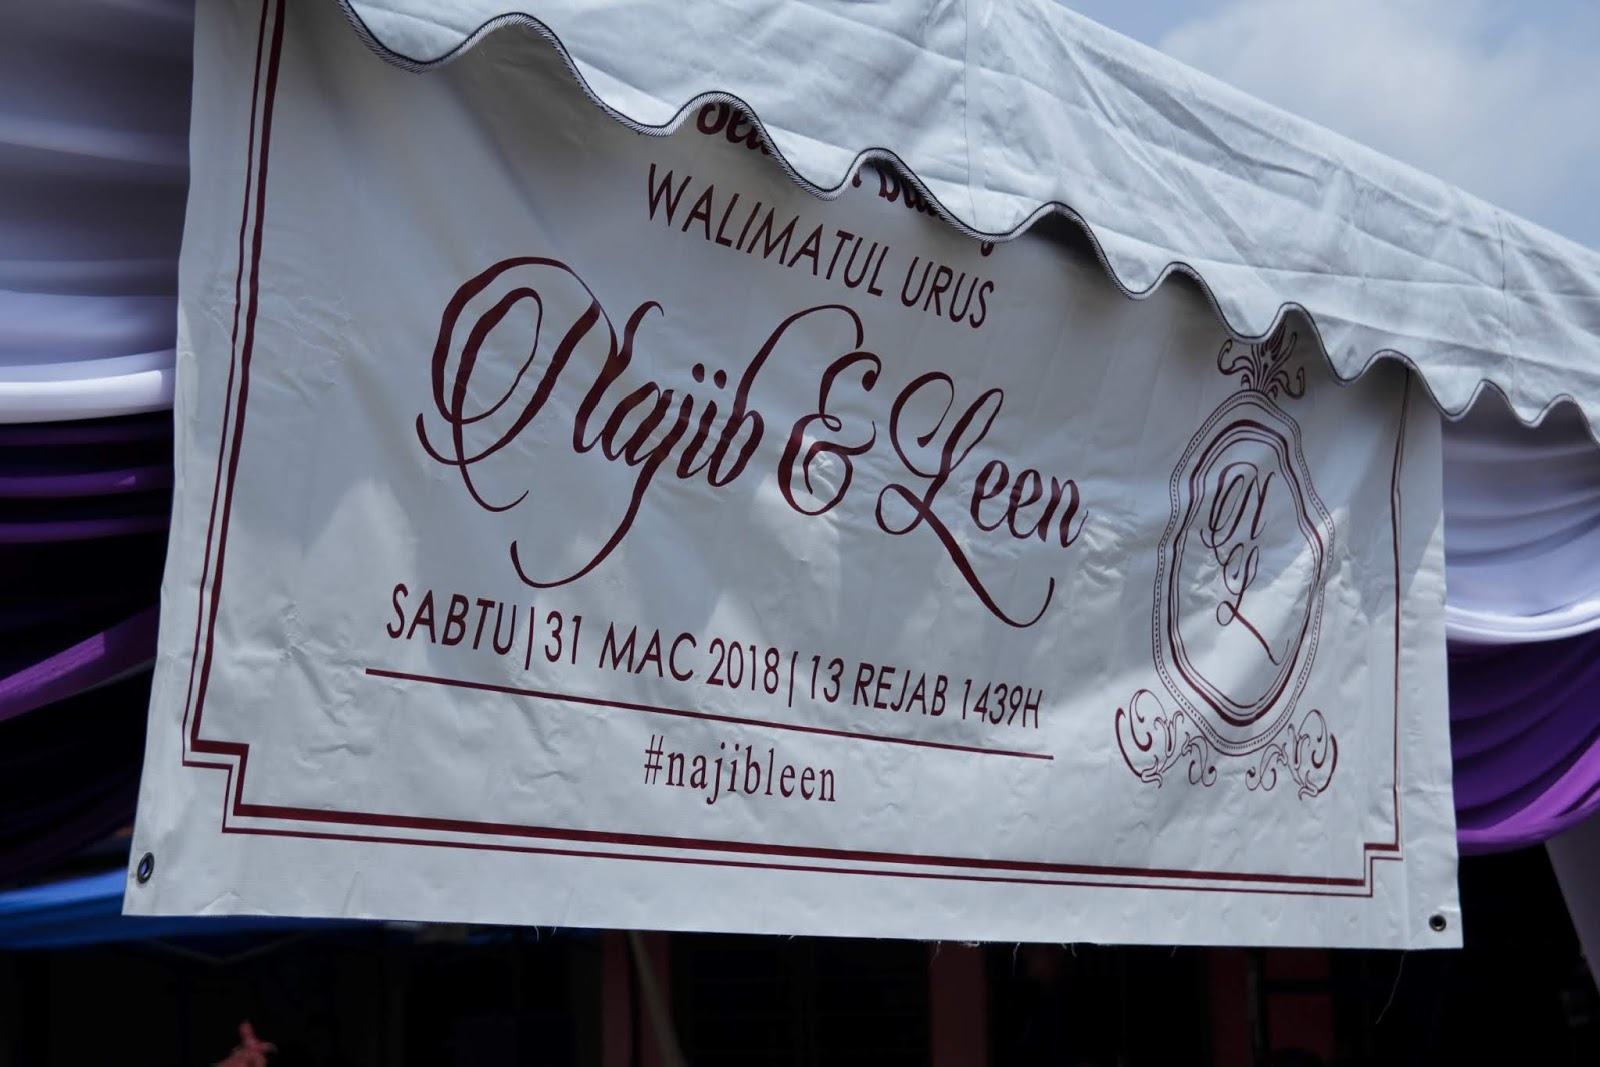 WALIMATUL URUS
Najib & Leen
SABTU | 31 MAC 2018 | 13 REJAB 1439H
#najibleen
N
L